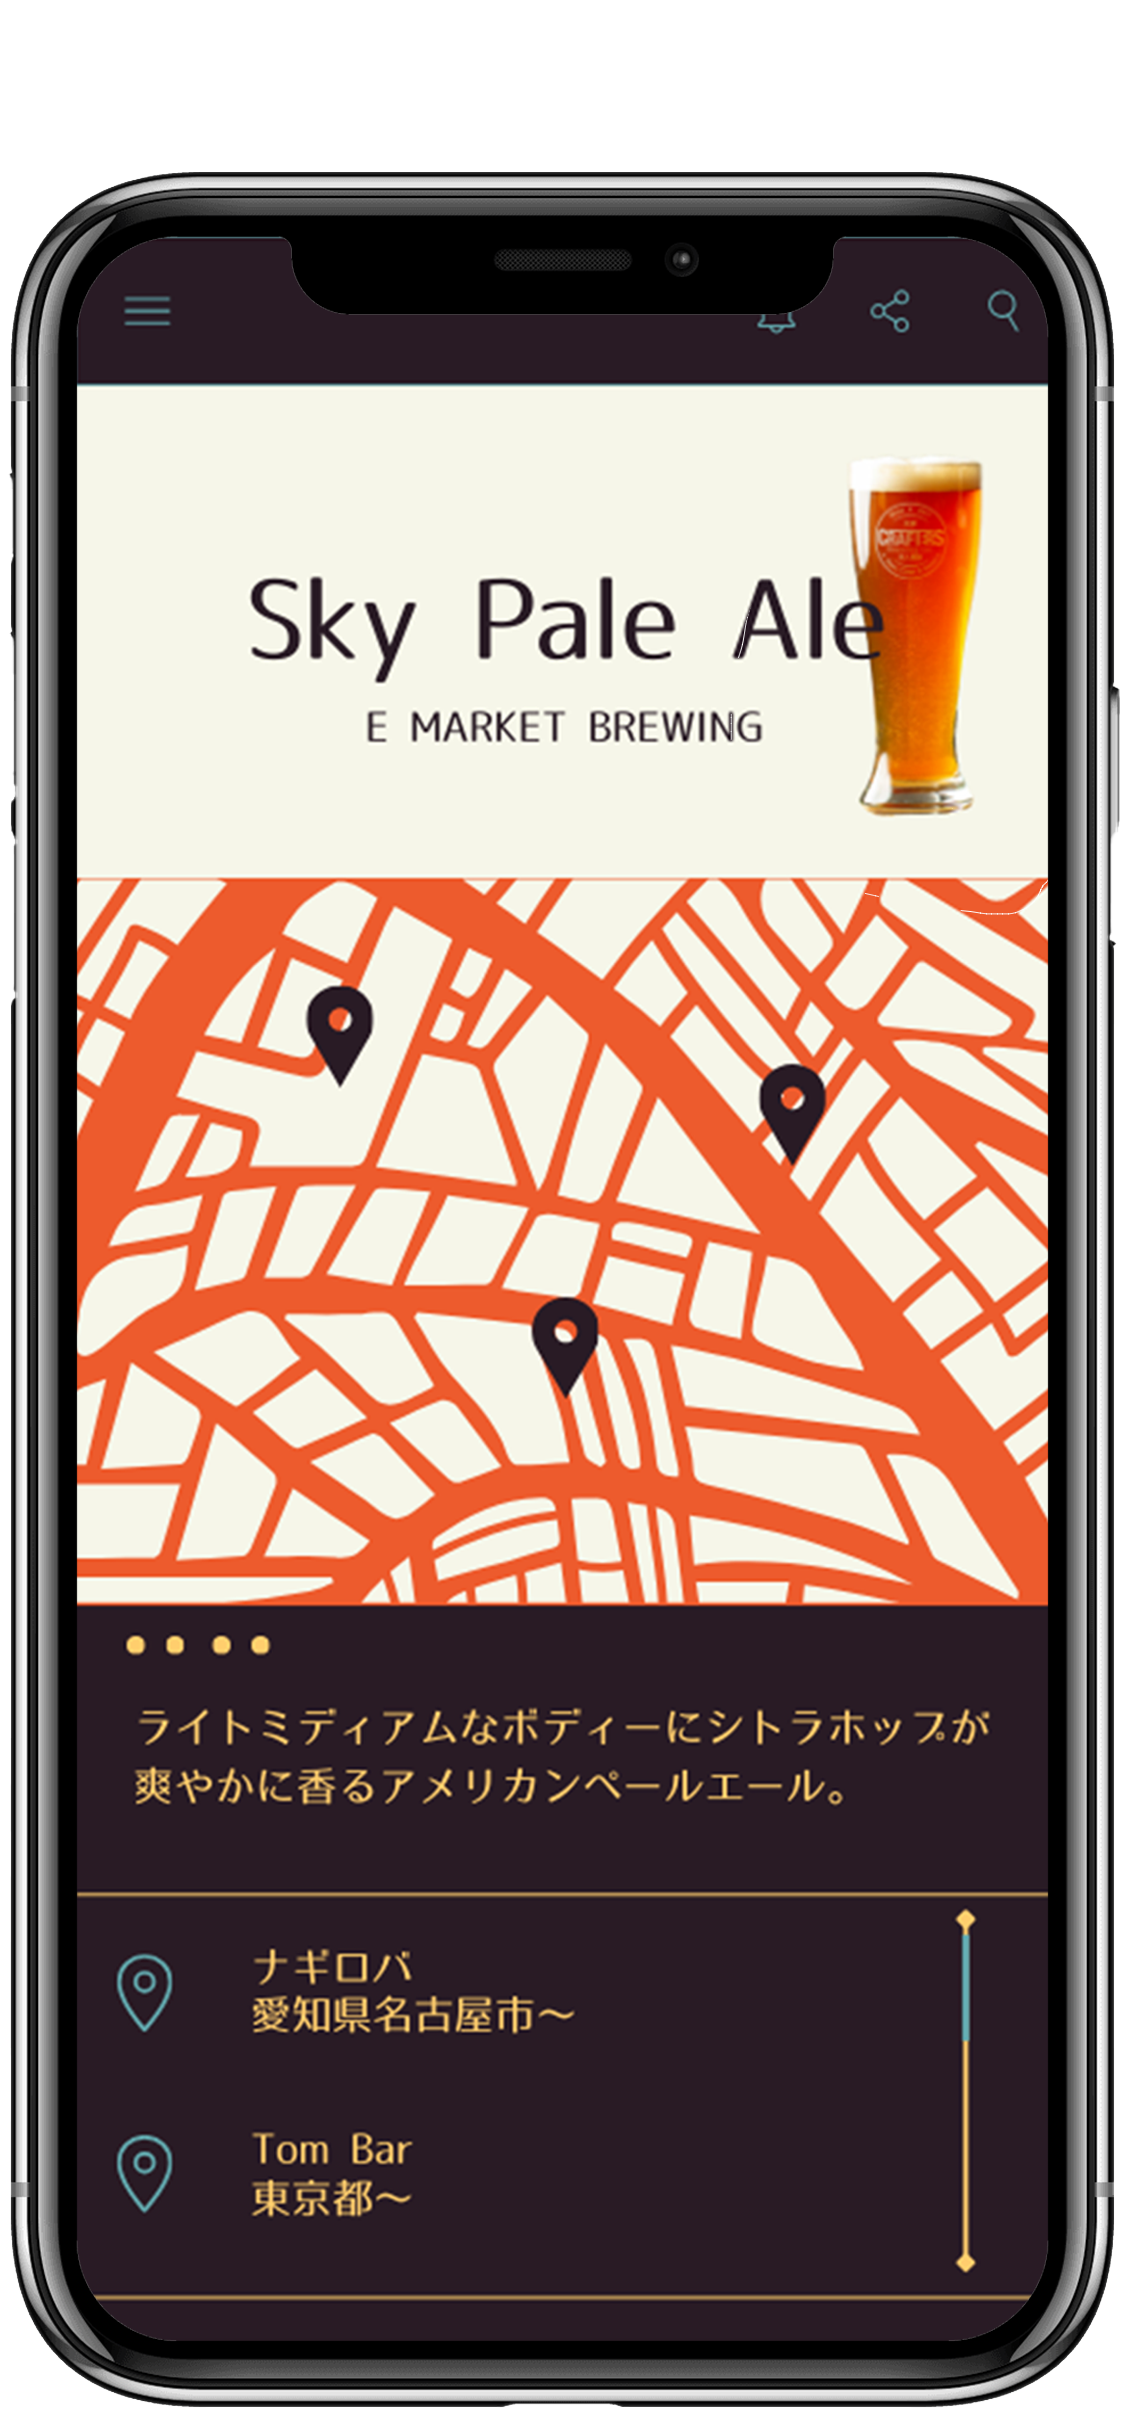 CRAFTERS
Sky Pale Ale
E MARKET BREWING
ライトミディアムなボディーにシトラホップが
爽やかに香るアメリカンペールエール。
ナギロバ
愛知県名古屋市〜
Tom Bar
東京都〜